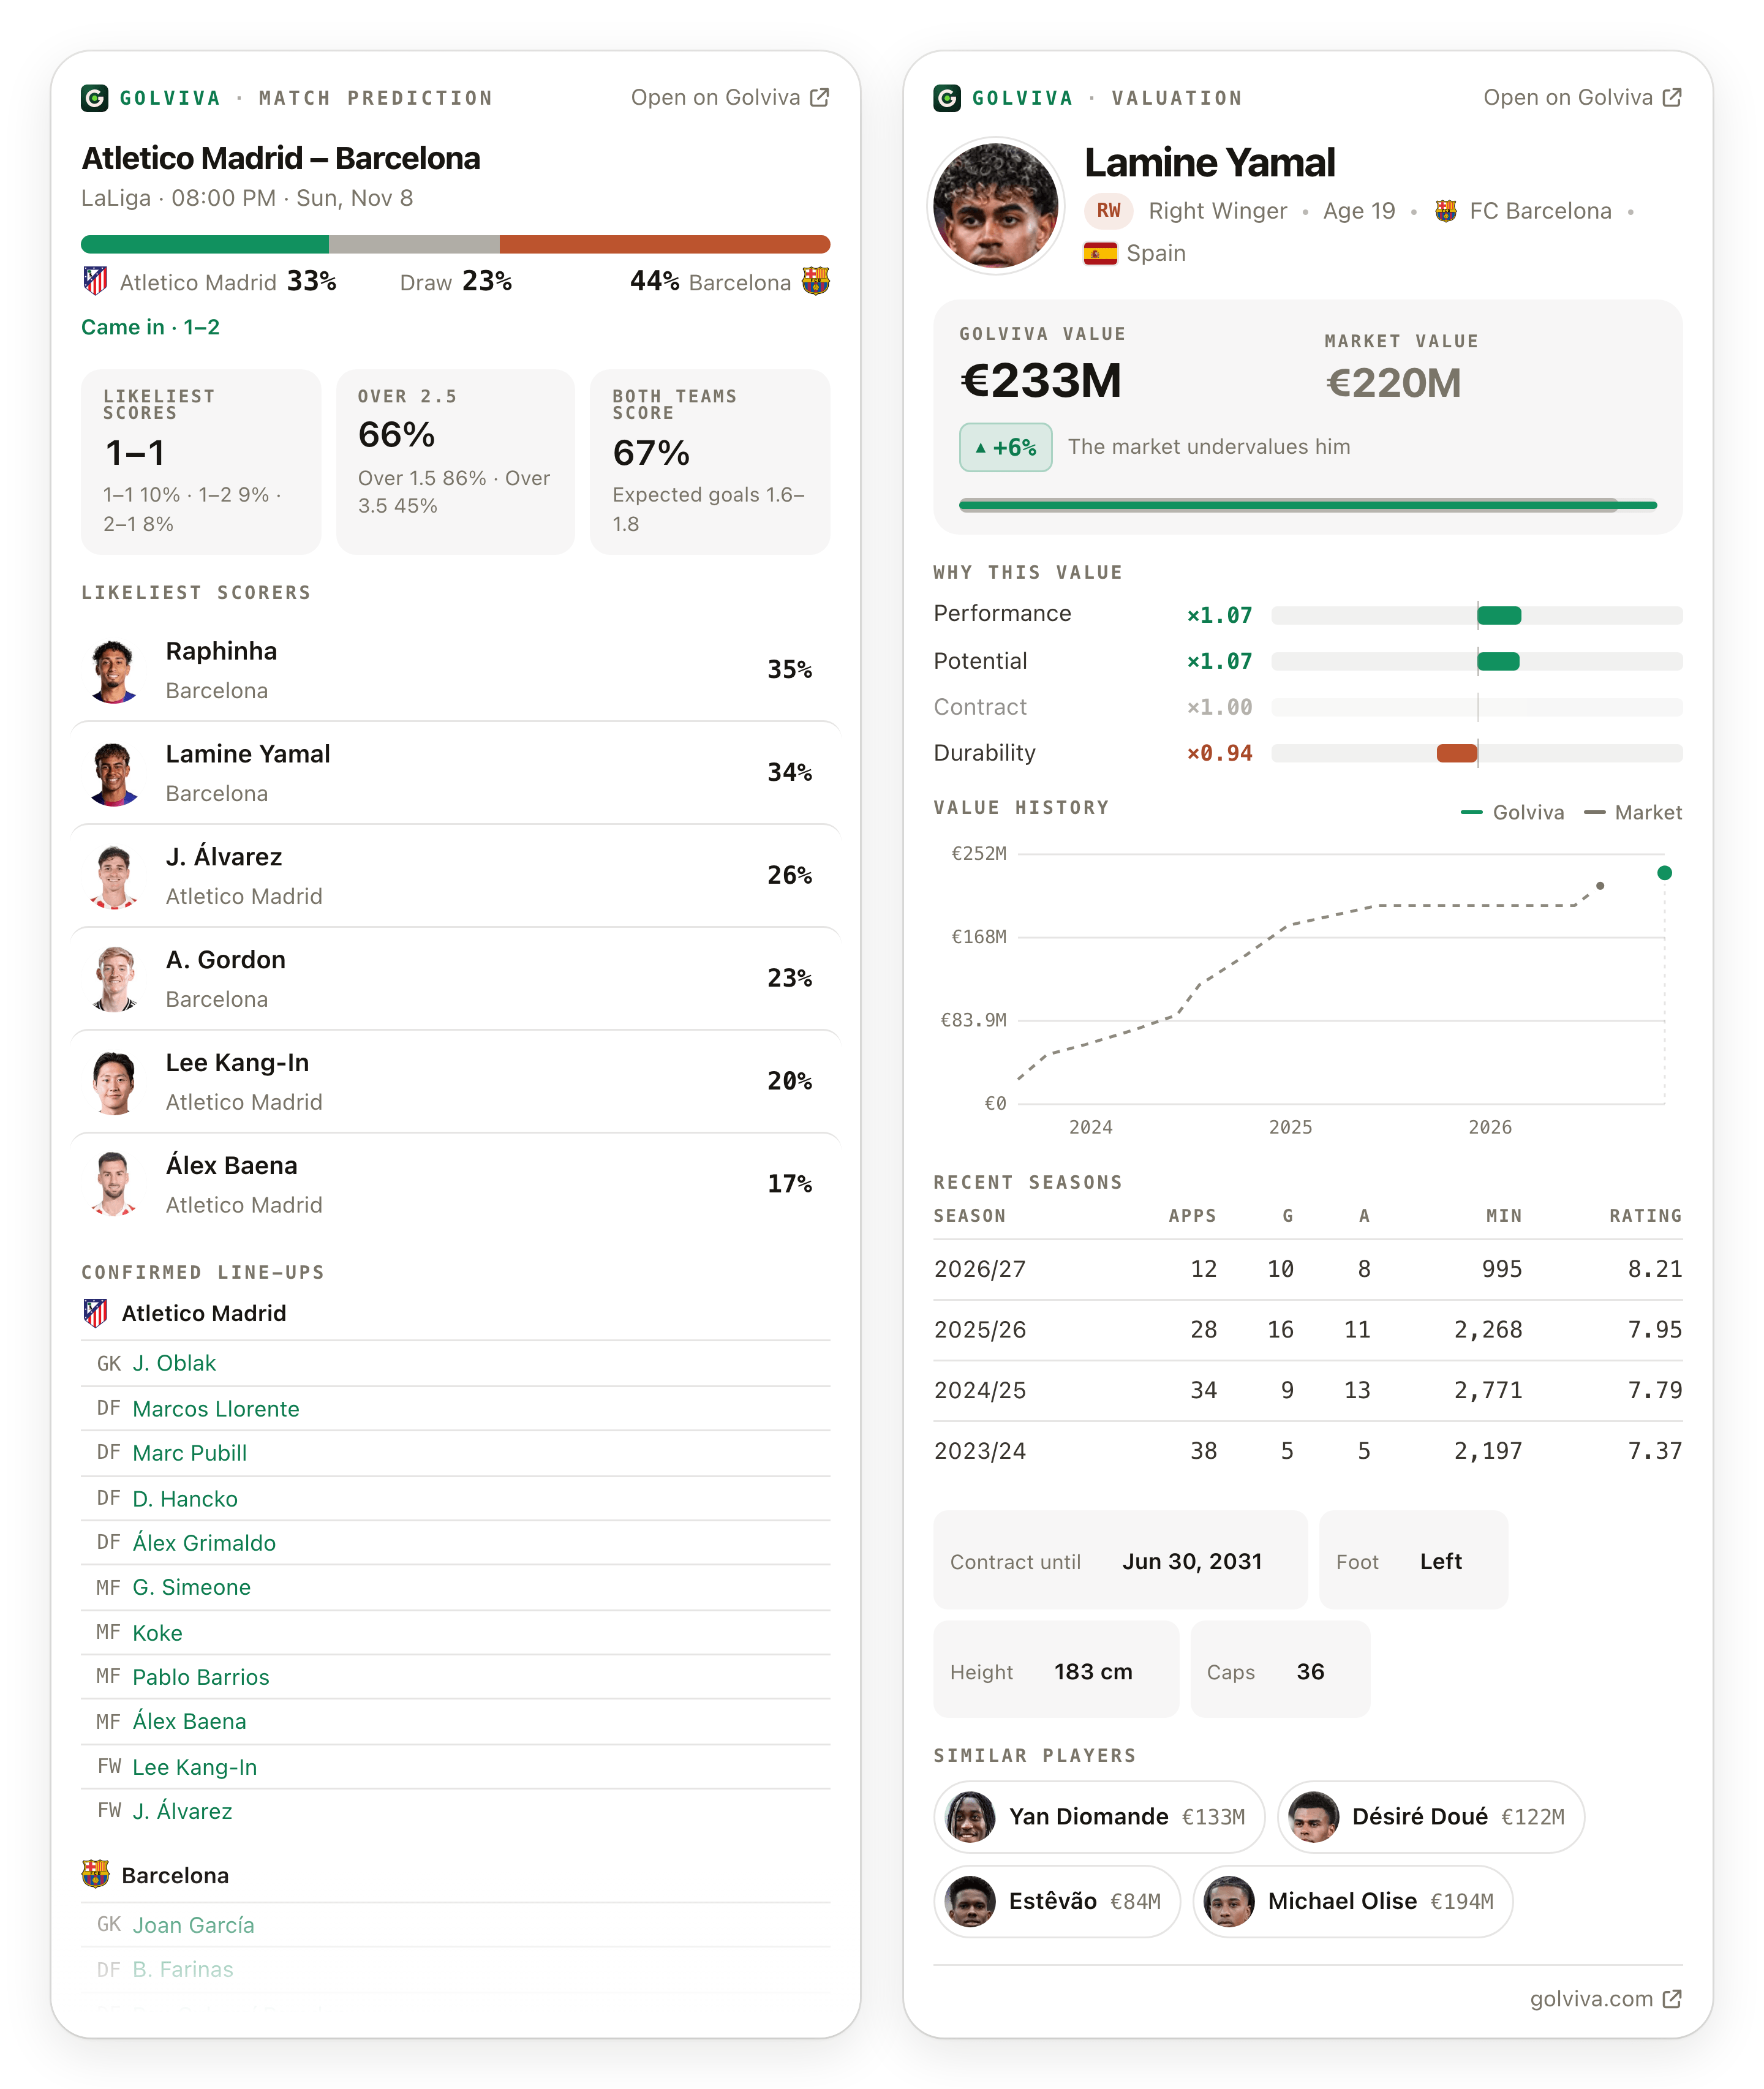 GOLVIVA · MATCH PREDICTION
Open on Golviva
Atletico Madrid – Barcelona
LaLiga · 08:00 PM · Sun, Nov 8
Atletico Madrid 33%
Draw 23%
44% Barcelona
Came in · 1–2
LIKELIEST
SCORES
1–1
1–1 10% · 1–2 9% ·
2–1 8%
OVER 2.5
66%
Over 1.5 86% · Over
3.5 45%
BOTH TEAMS
SCORE
67%
Expected goals 1.6–
1.8
LIKELIEST SCORERS
Raphinha
Barcelona
35%
Lamine Yamal
Barcelona
34%
J. Álvarez
Atletico Madrid
26%
A. Gordon
Barcelona
23%
Lee Kang-In
Atletico Madrid
20%
Álex Baena
Atletico Madrid
17%
CONFIRMED LINE-UPS
Atletico Madrid
GK J. Oblak
DF Marcos Llorente
DF Marc Pubill
DF D. Hancko
DF Álex Grimaldo
MF G. Simeone
MF Koke
MF Pablo Barrios
MF Álex Baena
FW Lee Kang-In
FW J. Álvarez
Barcelona
GK Joan García
DF B. Farinas
GOLVIVA · VALUATION
Open on Golviva
Lamine Yamal
RW Right Winger • Age 19 • FC Barcelona •
Spain
GOLVIVA VALUE
€233M
MARKET VALUE
€220M
▲ +6% The market undervalues him
WHY THIS VALUE
Performance ×1.07
Potential ×1.07
Contract ×1.00
Durability ×0.94
VALUE HISTORY
Golviva Market
€252M
€168M
€83.9M
€0
2024 2025 2026
RECENT SEASONS
SEASON APPS G A MIN RATING
2026/27 12 10 8 995 8.21
2025/26 28 16 11 2,268 7.95
2024/25 34 9 13 2,771 7.79
2023/24 38 5 5 2,197 7.37
Contract until Jun 30, 2031
Foot Left
Height 183 cm
Caps 36
SIMILAR PLAYERS
Yan Diomande €133M
Désiré Doué €122M
Estêvão €84M
Michael Olise €194M
golviva.com